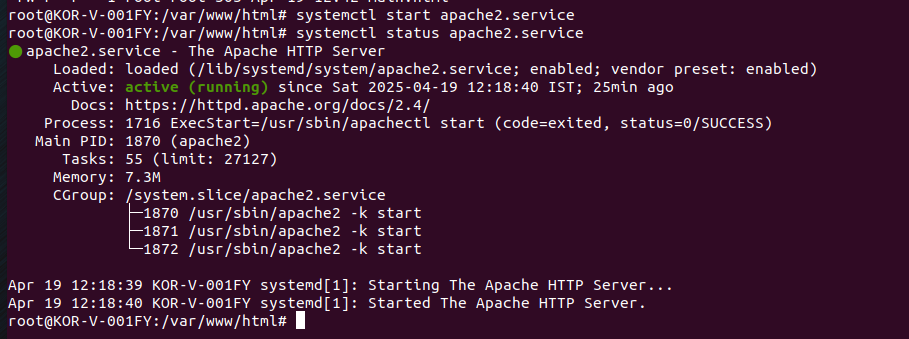 root@KOR-V-001FY:/var/www/html# systemctl start apache2.service
root@KOR-V-001FY:/var/www/html# systemctl status apache2.service
apache2.service - The Apache HTTP Server
Loaded: loaded (/lib/systemd/system/apache2.service; enabled; vendor preset: enabled)
Active: active (running) since Sat 2025-04-19 12:18:40 IST; 25min ago
Docs: https://httpd.apache.org/docs/2.4/
Process: 1716 ExecStart=/usr/sbin/apachectl start (code=exited, status=0/SUCCESS)
Main PID: 1870 (apache2)
Tasks: 55 (limit: 27127)
Memory: 7.3M
CGroup: /system.slice/apache2.service
├─1870 /usr/sbin/apache2 -k start
├─1871 /usr/sbin/apache2 -k start
└─1872 /usr/sbin/apache2 -k start
Apr 19 12:18:39 KOR-V-001FY systemd[1]: Starting The Apache HTTP Server...
Apr 19 12:18:40 KOR-V-001FY systemd[1]: Started The Apache HTTP Server.
root@KOR-V-001FY:/var/www/html#